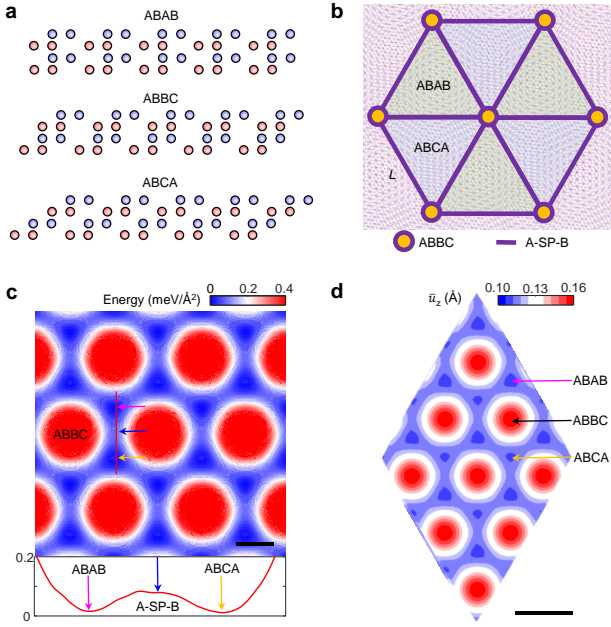 a
ABAB
ABBC
ABCA
b
ABAB
ABCA
L
ABBC
A-SP-B
c
Energy (meV/Å²)
0
0.2
0.4
ABBC
0.2
0
ABAB
A-SP-B
ABCA
d
u̅z (Å)
0.10
0.13
0.16
ABAB
ABBC
ABCA